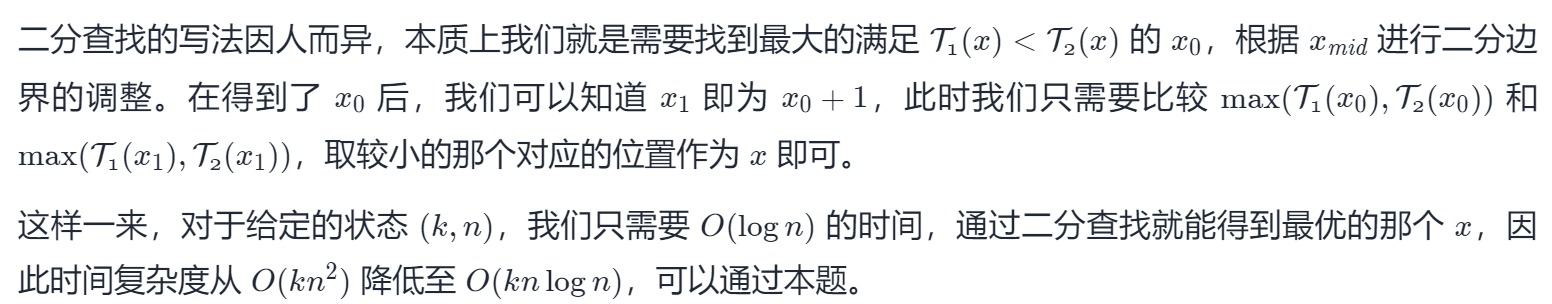 二分查找的写法因人而异，本质上我们就是需要找到最大的满足 $\mathcal{T}_1(x) < \mathcal{T}_2(x)$ 的 $x_0$，根据 $x_{mid}$ 进行二分边
界的调整。在得到了 $x_0$ 后，我们可以知道 $x_1$ 即为 $x_0 + 1$，此时我们只需要比较 $\max(\mathcal{T}_1(x_0), \mathcal{T}_2(x_0))$ 和
$\max(\mathcal{T}_1(x_1), \mathcal{T}_2(x_1))$，取较小的那个对应的位置作为 $x$ 即可。
这样一来，对于给定的状态 $(k, n)$，我们只需要 $O(\log n)$ 的时间，通过二分查找就能得到最优的那个 $x$，因
此时间复杂度从 $O(kn^2)$ 降低至 $O(kn \log n)$，可以通过本题。